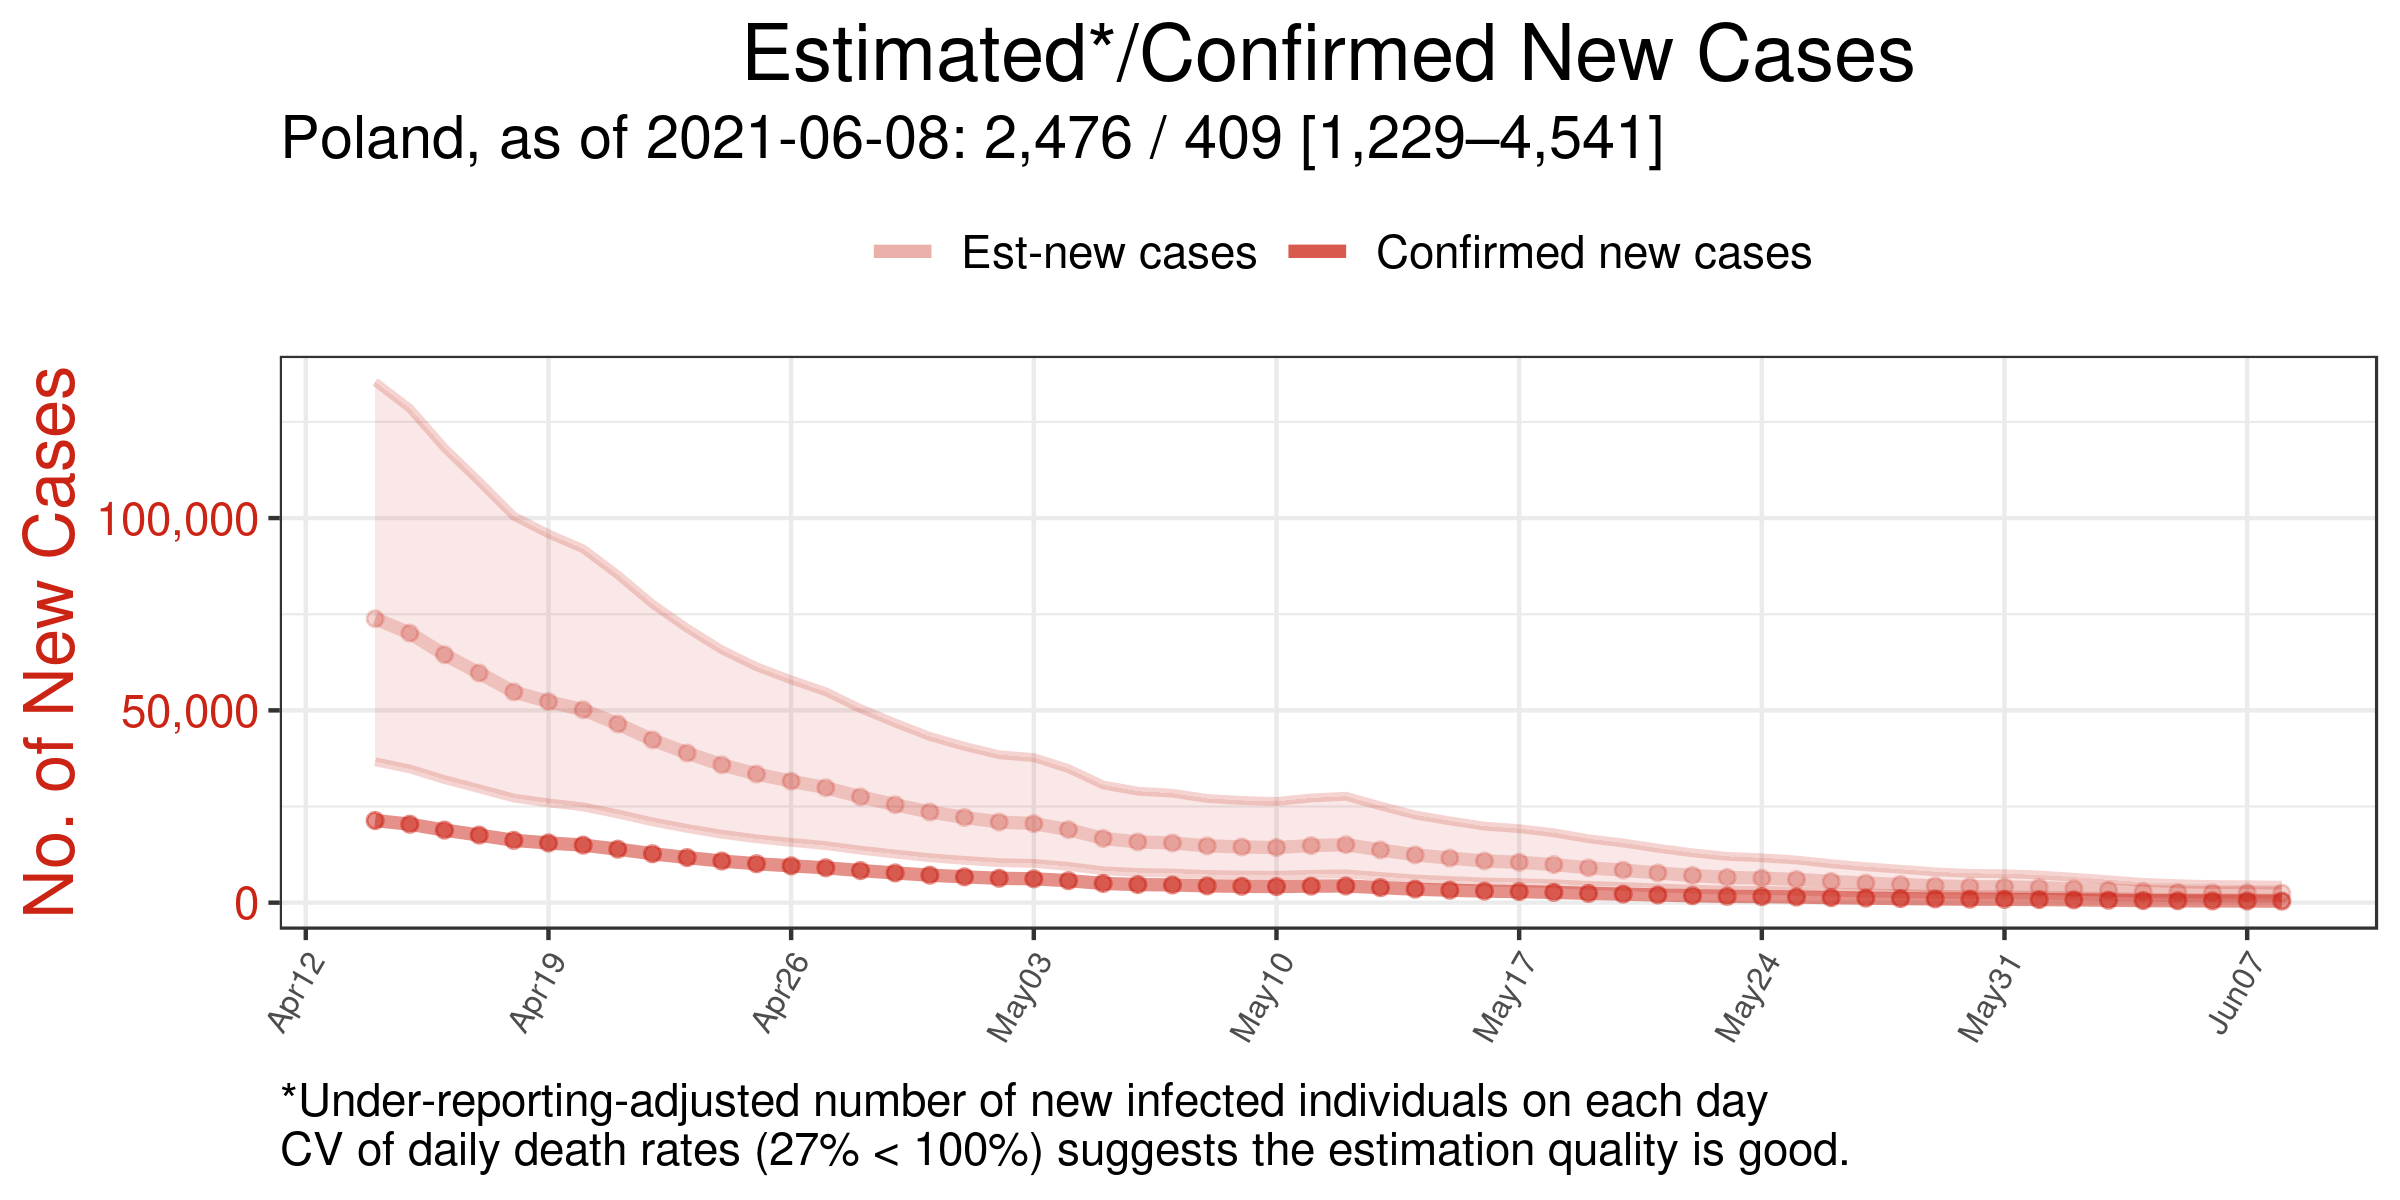 Estimated*/Confirmed New Cases
Poland, as of 2021-06-08: 2,476 / 409 [1,229–4,541]
Est-new cases
Confirmed new cases
No. of New Cases
100,000
50,000
0
Apr12
Apr19
Apr26
May03
May10
May17
May24
May31
Jun07
*Under-reporting-adjusted number of new infected individuals on each day
CV of daily death rates (27% < 100%) suggests the estimation quality is good.